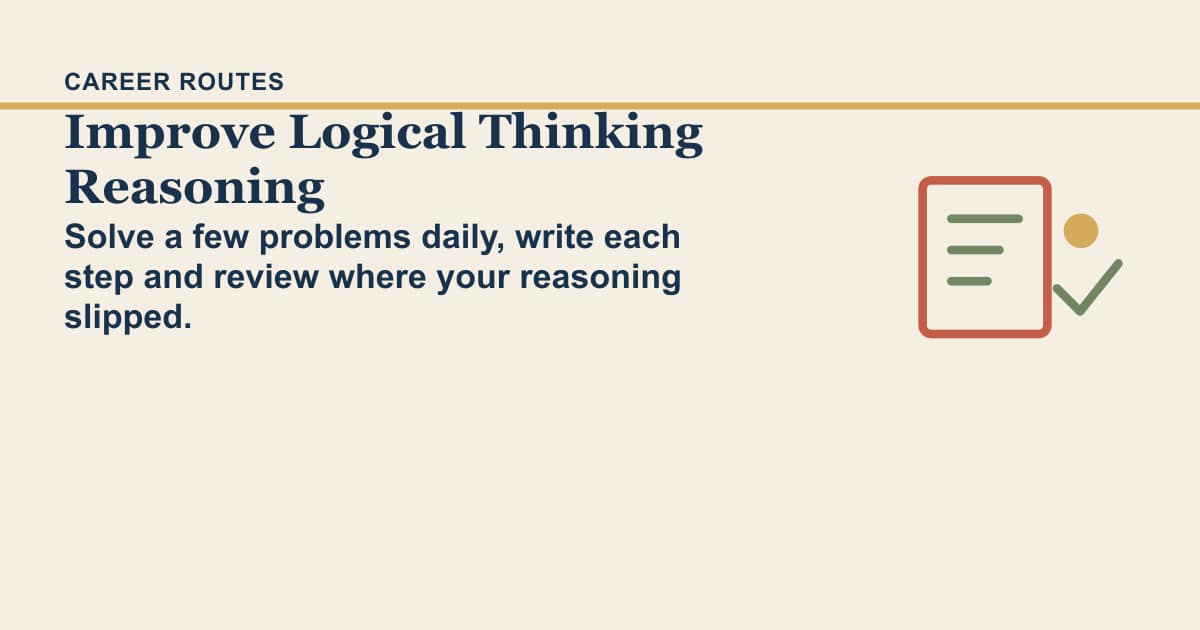 CAREER ROUTES
Improve Logical Thinking
Reasoning
Solve a few problems daily, write each
step and review where your reasoning
slipped.